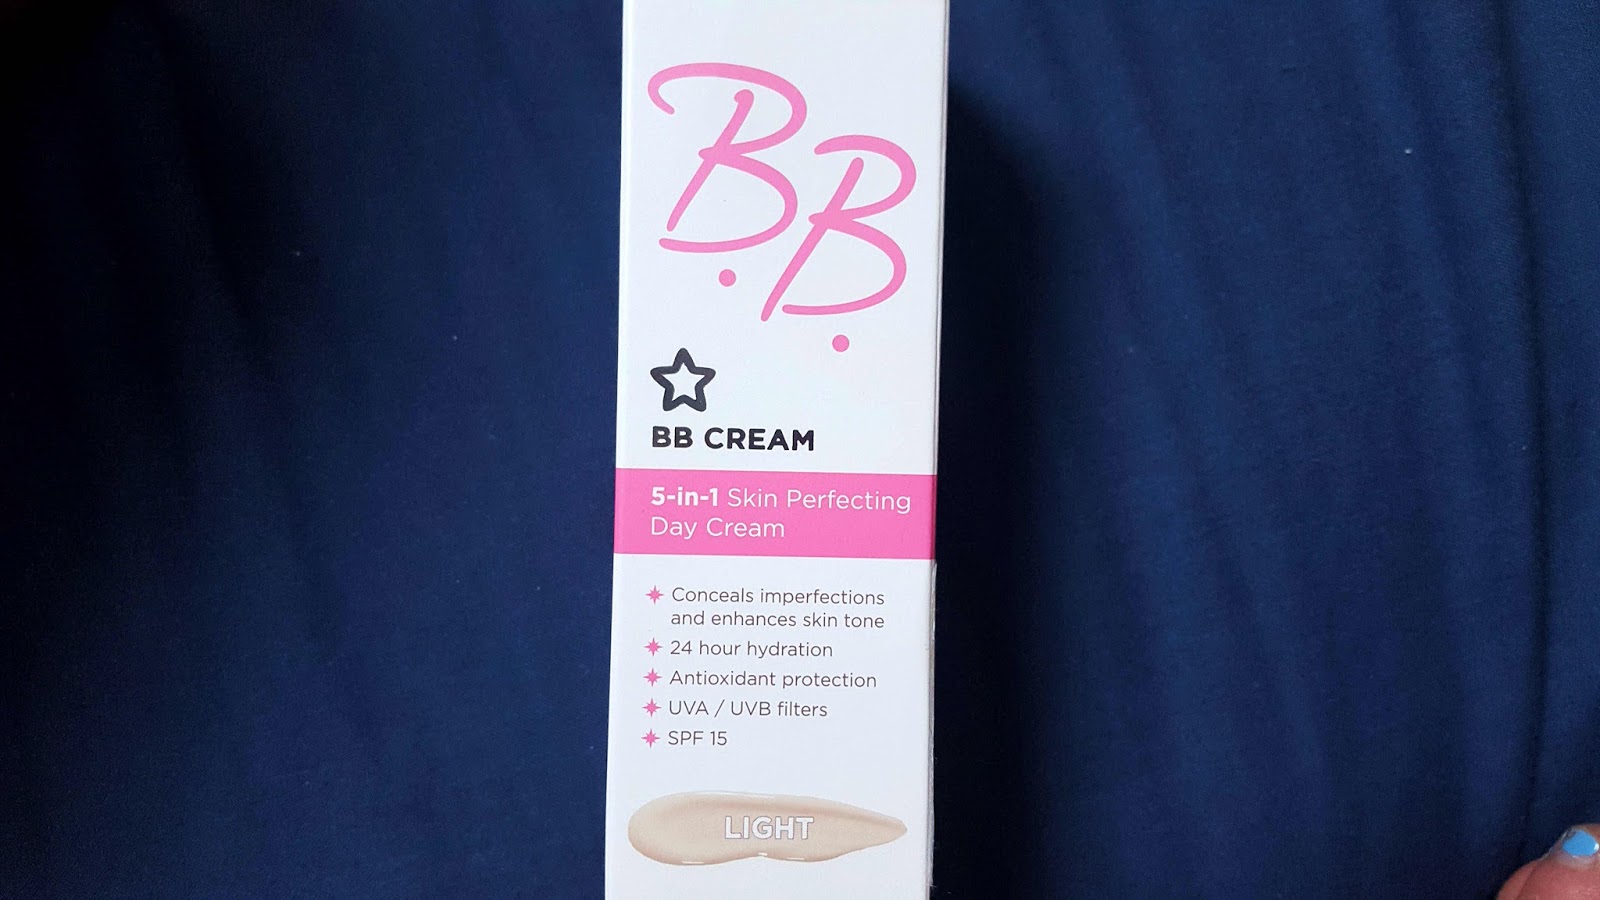 B.B.
BB CREAM
5-in-1 Skin Perfecting
Day Cream
Conceals imperfections
and enhances skin tone
24 hour hydration
Antioxidant protection
UVA / UVB filters
SPF 15
LIGHT